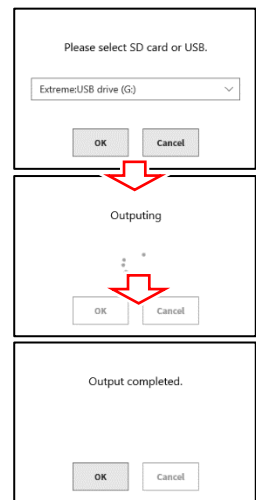 Please select SD card or USB.
Extreme:USB drive (G:)
OK Cancel
Outputing
OK Cancel
Output completed.
OK Cancel